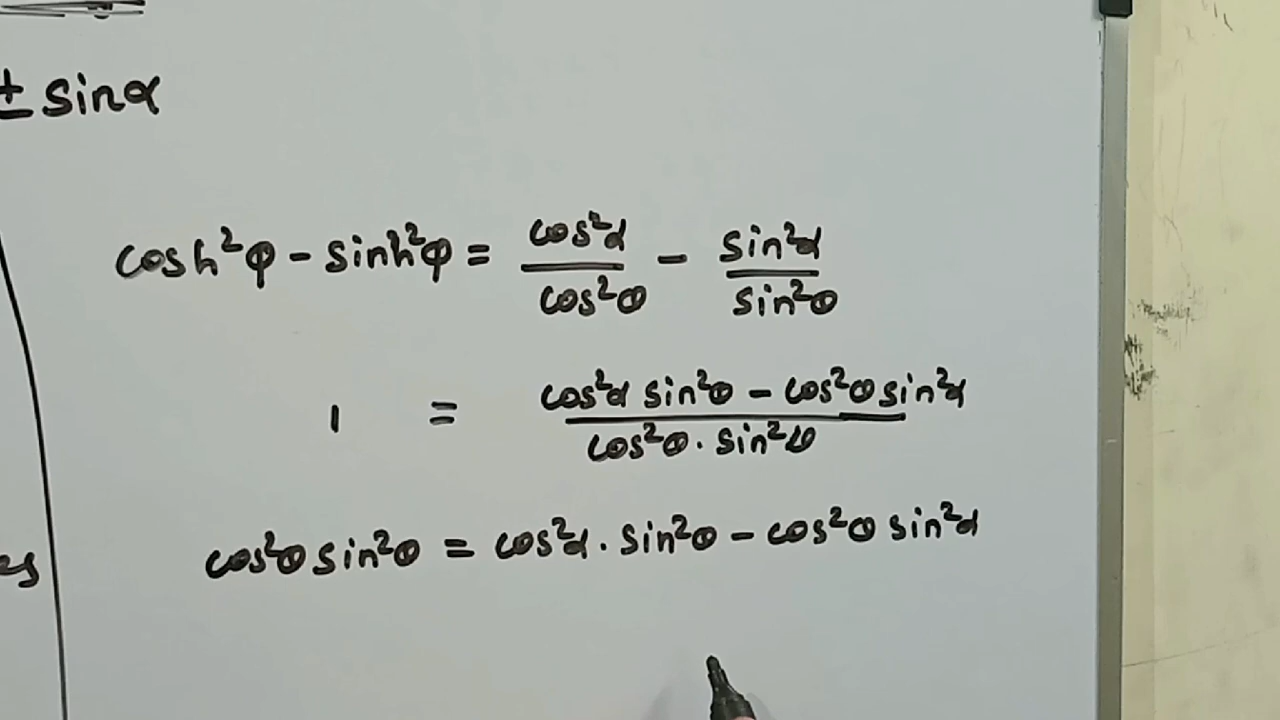 ± sinα
cosh²φ - sinh²φ = cos²α/cos²θ - sin²α/sin²θ
1 = cos²α sin²θ - cos²θ sin²α / cos²θ · sin²θ
cos²θ sin²θ = cos²α · sin²θ - cos²θ sin²α